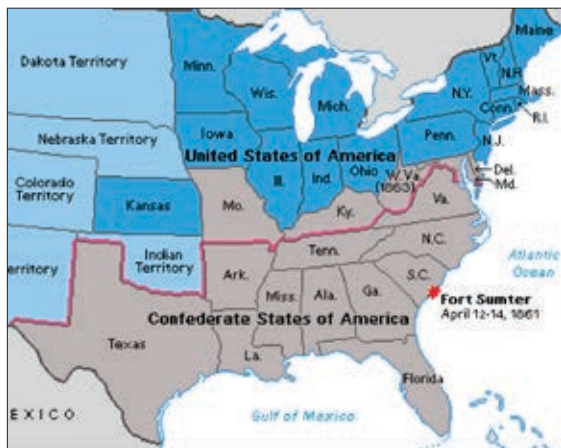 Dakota Territory
Minn.
Wis.
Mich.
Maine
Vt.
N.H
N.Y.
Mass.
Conn.
R.I.
Nebraska Territory
Iowa
Penn.
N.J.
United States of America
Colorado
Territory
Ill.
Ind.
Ohio
W. Va.
(1863)
Del.
Md.
Kansas
Mo.
Ky.
Va.
erritory
Indian
Territory
Tenn.
N.C.
Atlantic
Ocean
Ark.
S.C.
Miss.
Ala.
Ga.
Fort Sumter
April 12-14, 1861
Confederate States of America
Texas
La.
Florida
EXICO
Gulf of Mexico